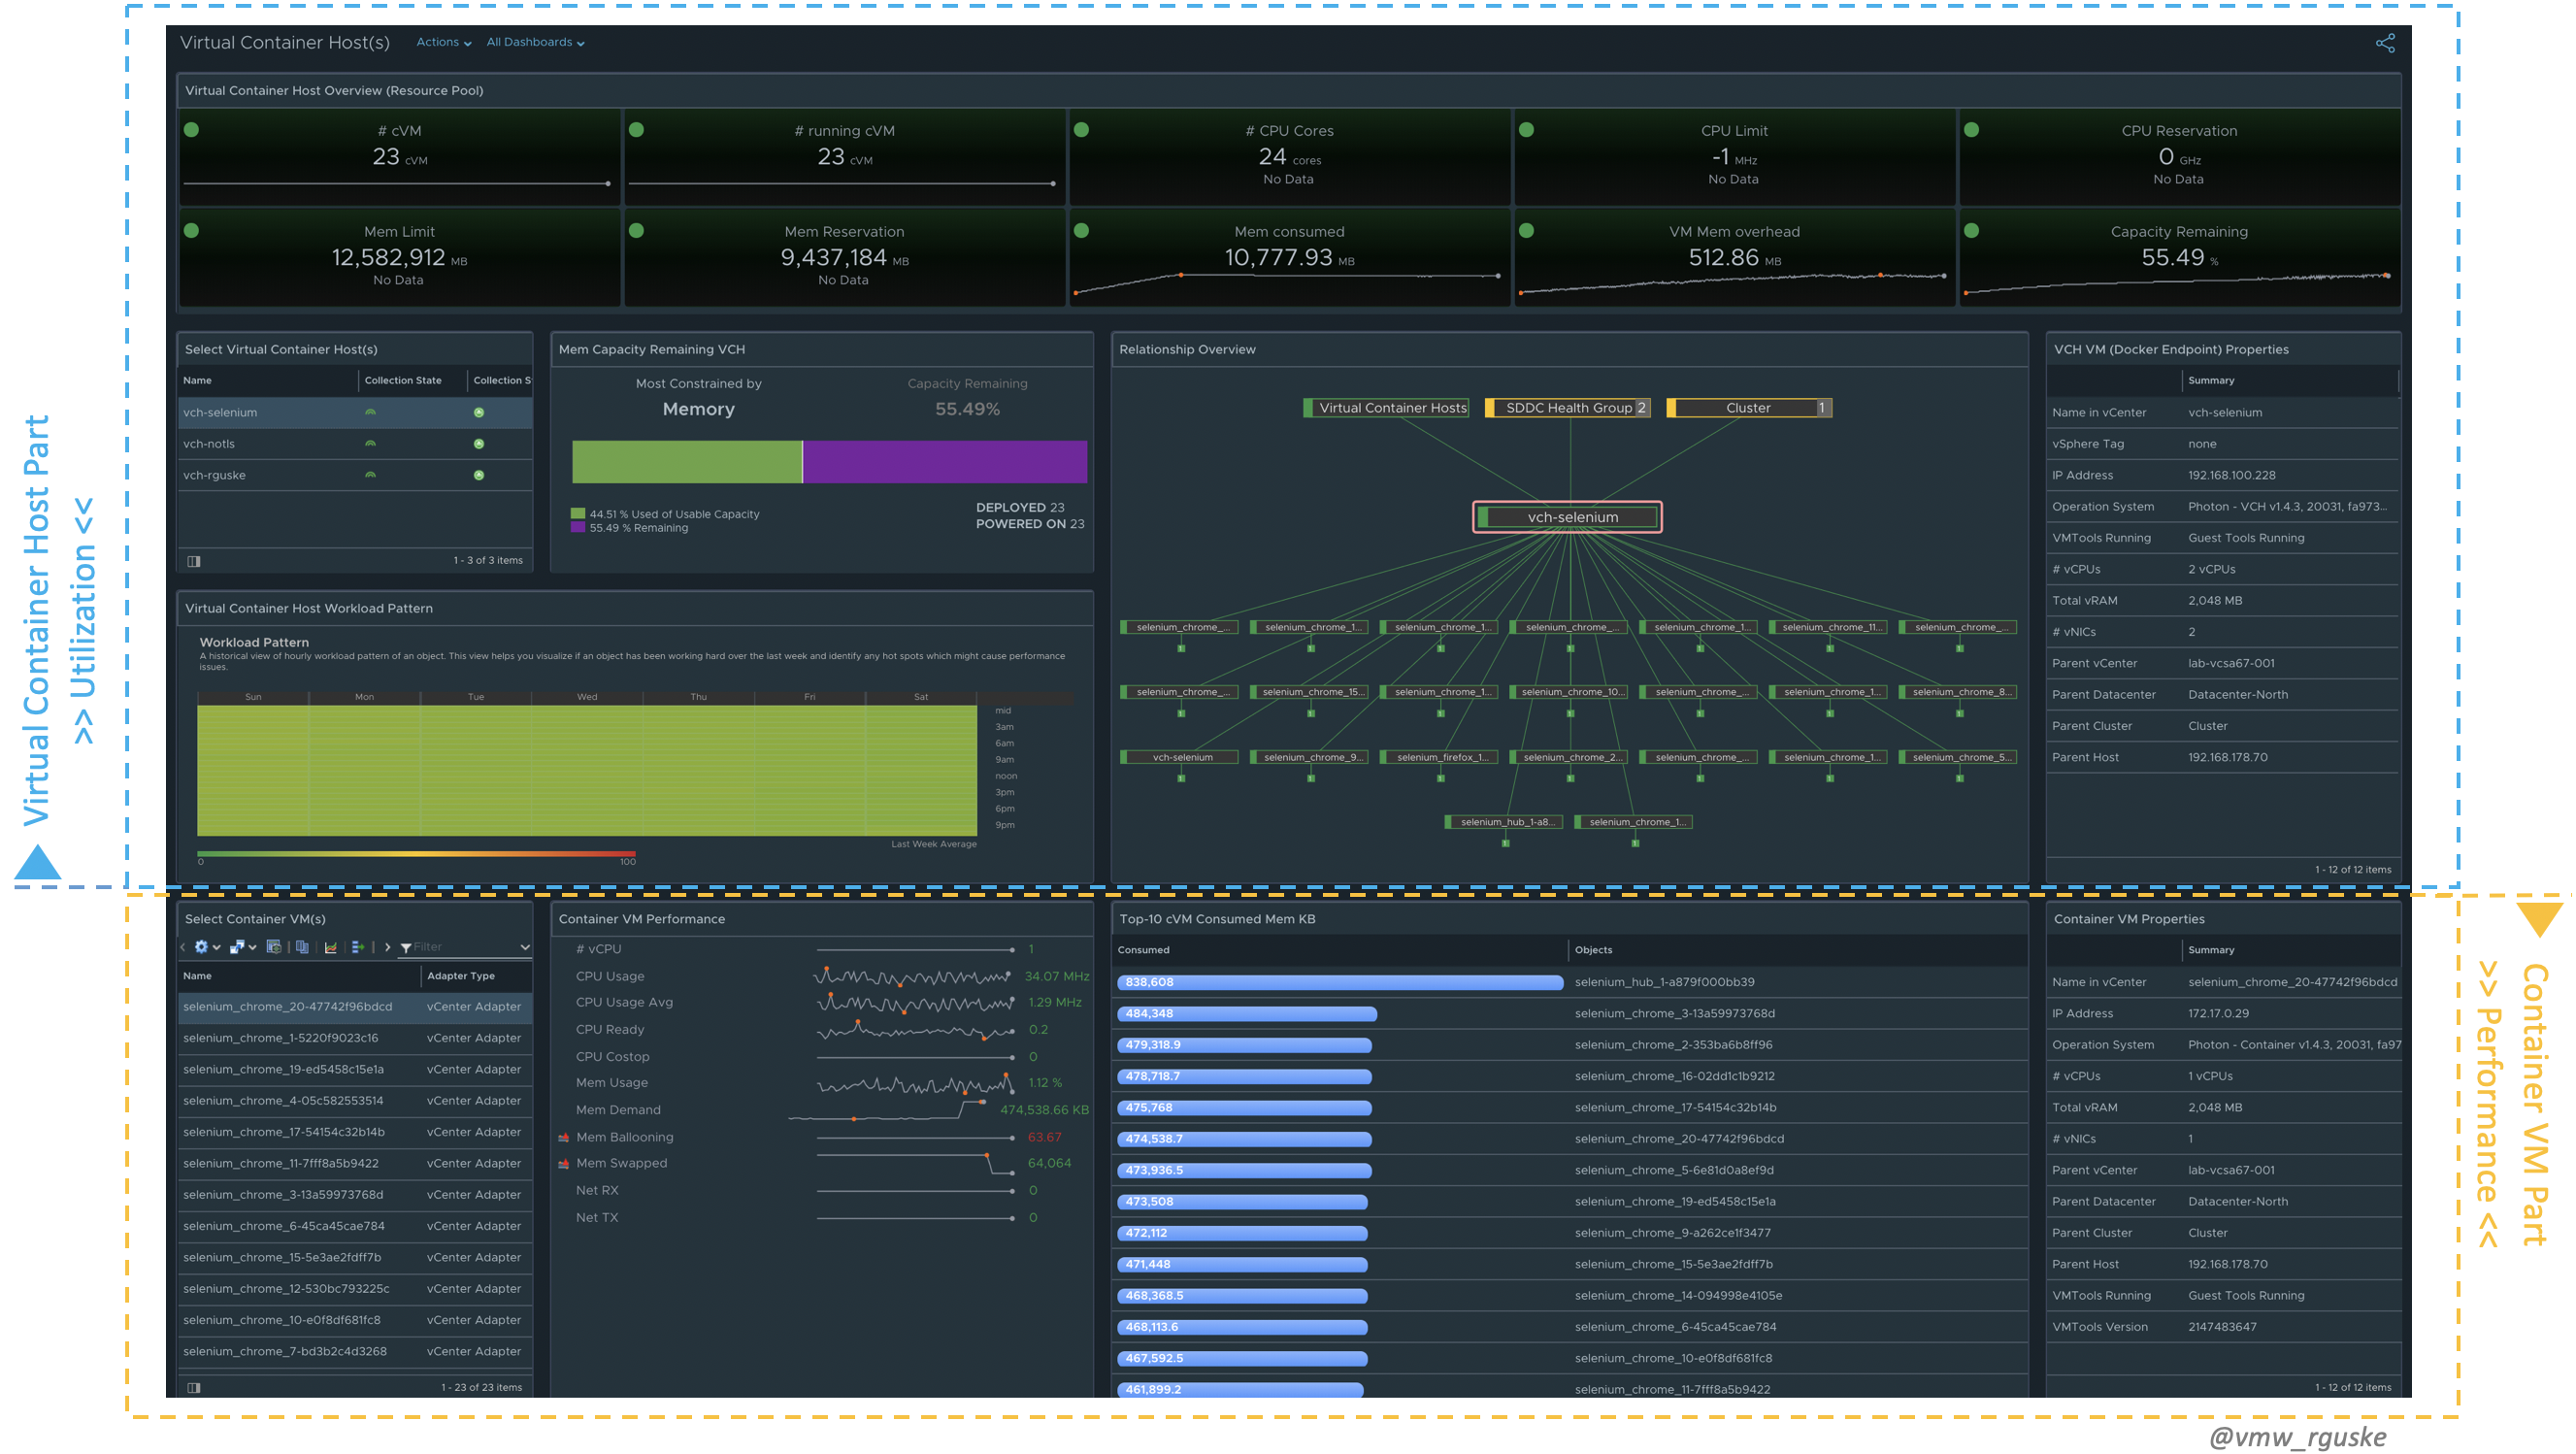 Virtual Container Host(s) Actions All Dashboards
Virtual Container Host Overview (Resource Pool)
# cVM
23 cVM
# running cVM
23 cVM
# CPU Cores
24 cores
No Data
CPU Limit
-1 MHz
No Data
CPU Reservation
0 GHz
No Data
Mem Limit
12,582,912 MB
No Data
Mem Reservation
9,437,184 MB
No Data
Mem consumed
10,777.93 MB
VM Mem overhead
512.86 MB
Capacity Remaining
55.49 %
Virtual Container Host Part
>> Utilization <<
Select Virtual Container Host(s)
Name Collection State Collection S
vch-selenium
vch-notls
vch-rguske
1 - 3 of 3 items
Mem Capacity Remaining VCH
Most Constrained by
Memory
Capacity Remaining
55.49%
44.51 % Used of Usable Capacity
55.49 % Remaining
DEPLOYED 23
POWERED ON 23
Virtual Container Host Workload Pattern
Workload Pattern
A historical view of hourly workload pattern of an object. This view helps you visualize if an object has been working hard over the last week and identify any hot spots which might cause performance
issues.
Sun Mon Tue Wed Thu Fri Sat
mid
3am
6am
9am
noon
3pm
6pm
9pm
Last Week Average
0 100
Relationship Overview
Virtual Container Hosts SDDC Health Group 2 Cluster 1
vch-selenium
selenium_chrome_... selenium_chrome_1... selenium_chrome_1... selenium_chrome_... selenium_chrome_1... selenium_chrome_11... selenium_chrome_...
selenium_chrome_... selenium_chrome_15... selenium_chrome_1... selenium_chrome_10... selenium_chrome_... selenium_chrome_1... selenium_chrome_8...
vch-selenium selenium_chrome_9... selenium_firefox_1... selenium_chrome_2... selenium_chrome_... selenium_chrome_1... selenium_chrome_5...
selenium_hub_1-a8... selenium_chrome_1...
VCH VM (Docker Endpoint) Properties
Summary
Name in vCenter vch-selenium
vSphere Tag none
IP Address 192.168.100.228
Operation System Photon - VCH v1.4.3, 20031, fa973...
VMTools Running Guest Tools Running
# vCPUs 2 vCPUs
Total vRAM 2,048 MB
# vNICs 2
Parent vCenter lab-vcsa67-001
Parent Datacenter Datacenter-North
Parent Cluster Cluster
Parent Host 192.168.178.70
1 - 12 of 12 items
Select Container VM(s)
Filter
Name Adapter Type
selenium_chrome_20-47742f96bdcd vCenter Adapter
selenium_chrome_1-5220f9023c16 vCenter Adapter
selenium_chrome_19-ed5458c15e1a vCenter Adapter
selenium_chrome_4-05c582553514 vCenter Adapter
selenium_chrome_17-54154c32b14b vCenter Adapter
selenium_chrome_11-7fff8a5b9422 vCenter Adapter
selenium_chrome_3-13a59973768d vCenter Adapter
selenium_chrome_6-45ca45cae784 vCenter Adapter
selenium_chrome_15-5e3ae2fdff7b vCenter Adapter
selenium_chrome_12-530bc793225c vCenter Adapter
selenium_chrome_10-e0f8df681fc8 vCenter Adapter
selenium_chrome_7-bd3b2c4d3268 vCenter Adapter
1 - 23 of 23 items
Container VM Performance
# vCPU 1
CPU Usage 34.07 MHz
CPU Usage Avg 1.29 MHz
CPU Ready 0.2
CPU Costop 0
Mem Usage 1.12 %
Mem Demand 474,538.66 KB
Mem Ballooning 63.67
Mem Swapped 64,064
Net RX 0
Net TX 0
Top-10 cVM Consumed Mem KB
Consumed Objects
838,608 selenium_hub_1-a879f000bb39
484,348 selenium_chrome_3-13a59973768d
479,318.9 selenium_chrome_2-353ba6b8ff96
478,718.7 selenium_chrome_16-02dd1c1b9212
475,768 selenium_chrome_17-54154c32b14b
474,538.7 selenium_chrome_20-47742f96bdcd
473,936.5 selenium_chrome_5-6e81d0a8ef9d
473,508 selenium_chrome_19-ed5458c15e1a
472,112 selenium_chrome_9-a262ce1f3477
471,448 selenium_chrome_15-5e3ae2fdff7b
468,368.5 selenium_chrome_14-094998e4105e
468,113.6 selenium_chrome_6-45ca45cae784
467,592.5 selenium_chrome_10-e0f8df681fc8
461,899.2 selenium_chrome_11-7fff8a5b9422
Container VM Properties
Summary
Name in vCenter selenium_chrome_20-47742f96bdcd
IP Address 172.17.0.29
Operation System Photon - Container v1.4.3, 20031, fa97
# vCPUs 1 vCPUs
Total vRAM 2,048 MB
# vNICs 1
Parent vCenter lab-vcsa67-001
Parent Datacenter Datacenter-North
Parent Cluster Cluster
Parent Host 192.168.178.70
VMTools Running Guest Tools Running
VMTools Version 2147483647
1 - 12 of 12 items
Container VM Part
>> Performance <<
@vmw_rguske